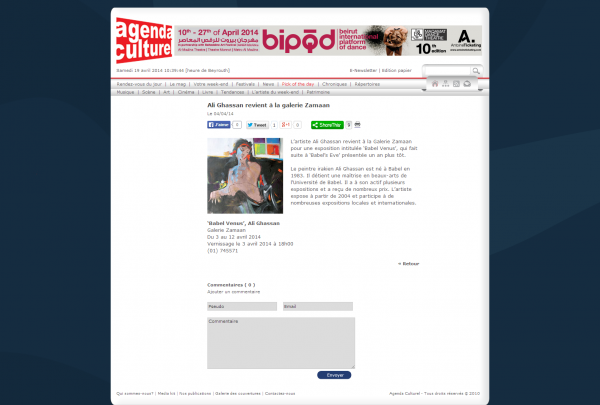 agenda culturel
10th - 27th of April 2014
bipod
beirut international platform of dance
10th edition
Samedi 19 avril 2014 [Heure de Beyrouth]
E-Newsletter | Edition papier
Rendez-vous du jour | Le mag | Votre week-end | Festivals | News | Pick of the day | Chroniques | Répertoires
Musique | Scène | Art | Cinéma | Livre | Tendances | L'artiste du week-end | Patrimoine
Ali Ghassan revient à la galerie Zamaan
Le 04/04/14
J'aime 0 Tweet 1 +1 0 ShareThis 0
L'artiste Ali Ghassan revient à la Galerie Zamaan
pour une exposition intitulée 'Babel Venus', qui fait
suite à 'Babel's Eve' présentée un an plus tôt.
Le peintre iraken Ali Ghassan est né à Babel en
1983. Il détient une maîtrise en beaux-arts de
l'Université de Babel. Il a à son actif plusieurs
expositions et a reçu de nombreux prix. L'artiste
expose à partir de 2004 et participe à de
nombreuses expositions locales et internationales.
'Babel Venus', Ali Ghassan
Galerie Zamaan
Du 3 au 12 avril 2014
Vernissage le 3 avril 2014 à 18h00
(01) 745571
« Retour
Commentaires ( 0 )
Ajouter un commentaire
Pseudo Email
Commentaire
Envoyer
Qui sommes-nous? | Média kit | Nos publications | Galerie des couvertures | Contactez-nous
Agenda Culturel - Tous droits réservés @ 2010